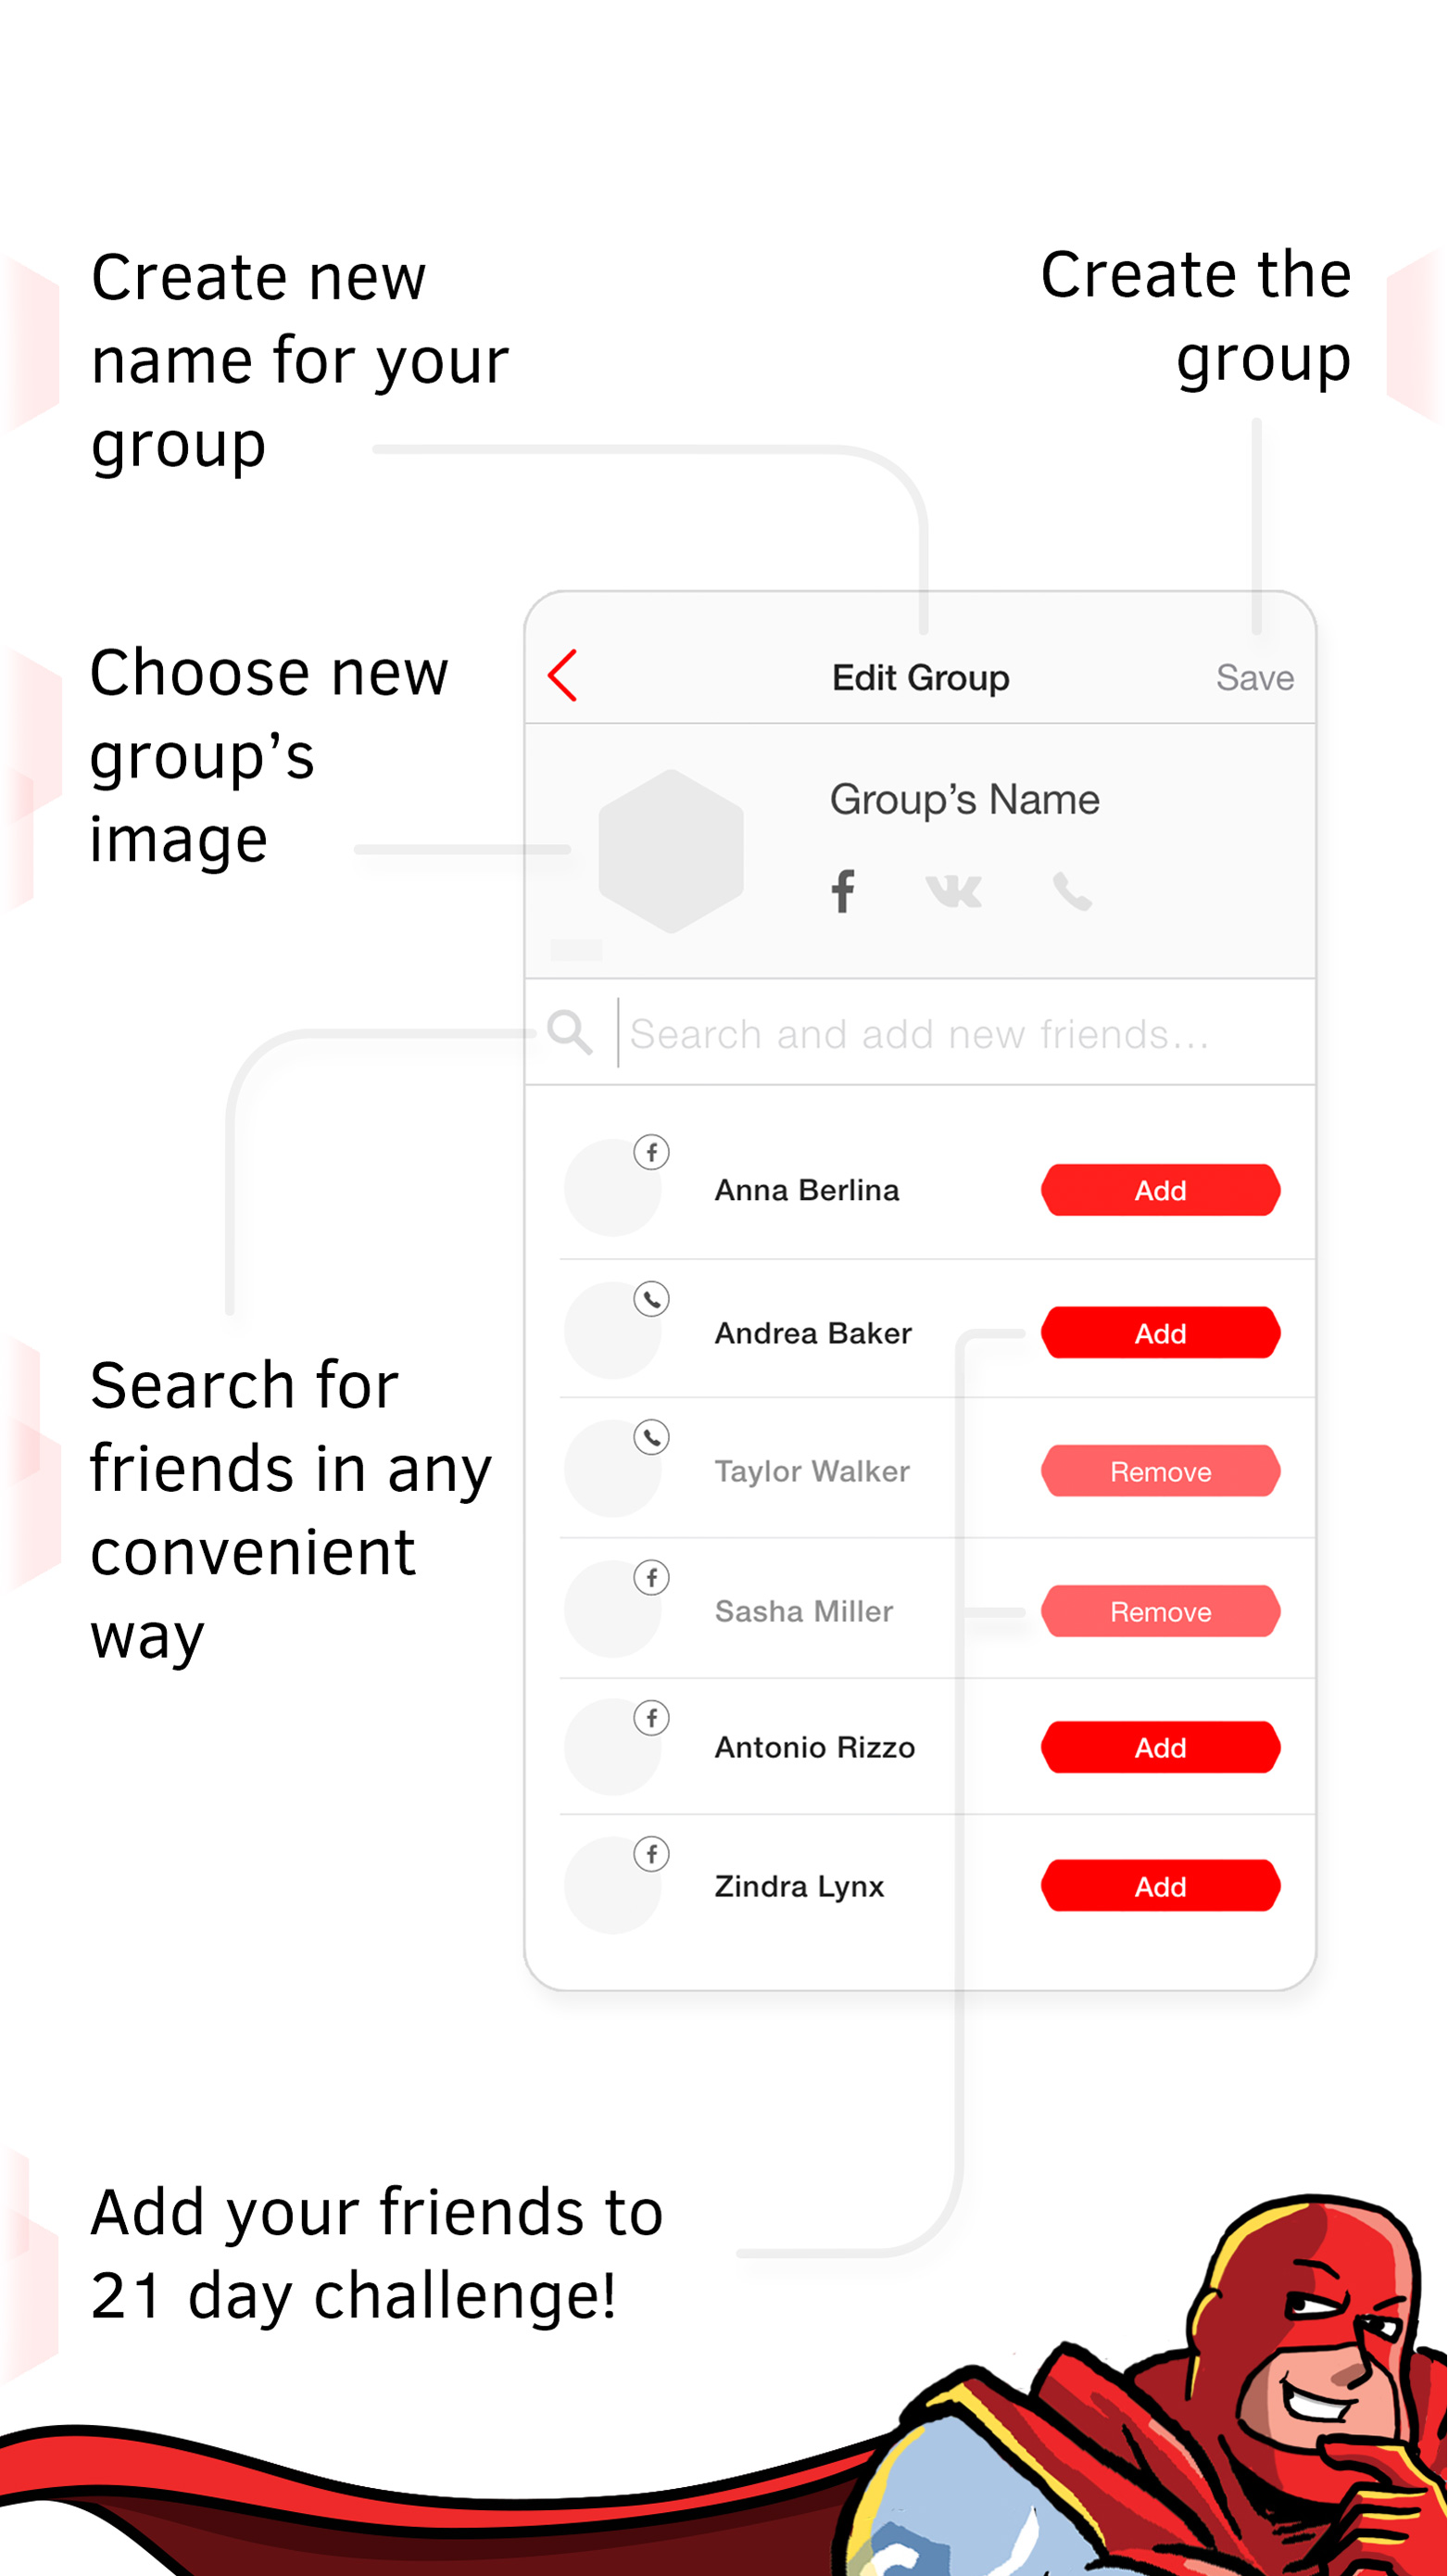 Create new
name for your
group
Create the
group
Choose new
group’s
image
Edit Group
Save
Group’s Name
Search and add new friends...
Anna Berlina
Add
Andrea Baker
Add
Taylor Walker
Remove
Sasha Miller
Remove
Antonio Rizzo
Add
Zindra Lynx
Add
Search for
friends in any
convenient
way
Add your friends to
21 day challenge!